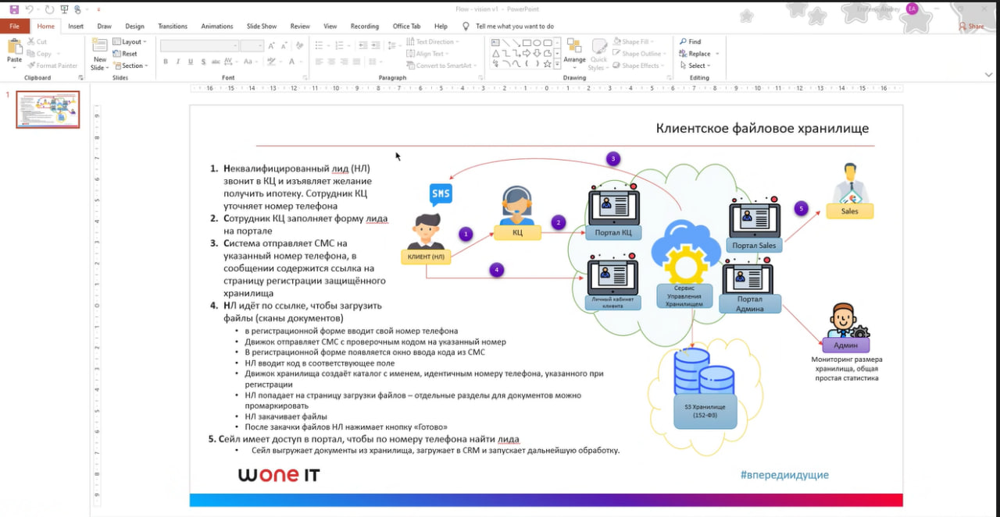 Flow - vision v1 - PowerPoint
EA
File Home Insert Draw Design Transitions Animations Slide Show Review View Recording Office Tab Help Tell me what you want to do
Share
Paste
Cut
Copy
Format Painter
Clipboard
New
Slide
Layout
Reset
Section
Slides
Font
Paragraph
Text Direction
Align Text
Convert to SmartArt
Arrange
Quick
Styles
Shape Fill
Shape Outline
Shape Effects
Drawing
Find
Replace
Select
Editing
16 15 14 13 12 11 10 9 8 7 6 5 4 3 2 1 0 1 2 3 4 5 6 7 8 9 10 11 12 13 14 15 16
1
Клиентское файловое хранилище
1. Неквалифицированный лид (НЛ)
звонит в КЦ и изъявляет желание
получить ипотеку. Сотрудник КЦ
уточняет номер телефона
2. Сотрудник КЦ заполняет форму лида
на портале
3. Система отправляет СМС на
указанный номер телефона, в
сообщении содержится ссылка на
страницу регистрации защищённого
хранилища
4. НЛ идёт по ссылке, чтобы загрузить
файлы (сканы документов)
• в регистрационной форме вводит свой номер телефона
• Движок отправляет СМС с проверочным кодом на указанный номер
• В регистрационной форме появляется окно ввода кода из СМС
• НЛ вводит код в соответствующее поле
• Движок хранилища создаёт каталог с именем, идентичным номеру телефона, указанного при
регистрации
• НЛ попадает на страницу загрузки файлов – отдельные разделы для документов можно
промаркировать
• НЛ закачивает файлы
• После закачки файлов НЛ нажимает кнопку «Готово»
5. Сейл имеет доступ в портал, чтобы по номеру телефона найти лида
• Сейл выгружает документы из хранилища, загружает в CRM и запускает дальнейшую обработку.
SMS
КЛИЕНТ (НЛ)
1
КЦ
2
3
4
5
Портал КЦ
Личный кабинет
клиента
Сервис
Управления
Хранилищем
Портал Sales
Портал
Админа
Sales
Админ
Мониторинг размера
хранилища, общая
простая статистика
S3 Хранилище
(152-ФЗ)
WONE IT
#впередиидущие